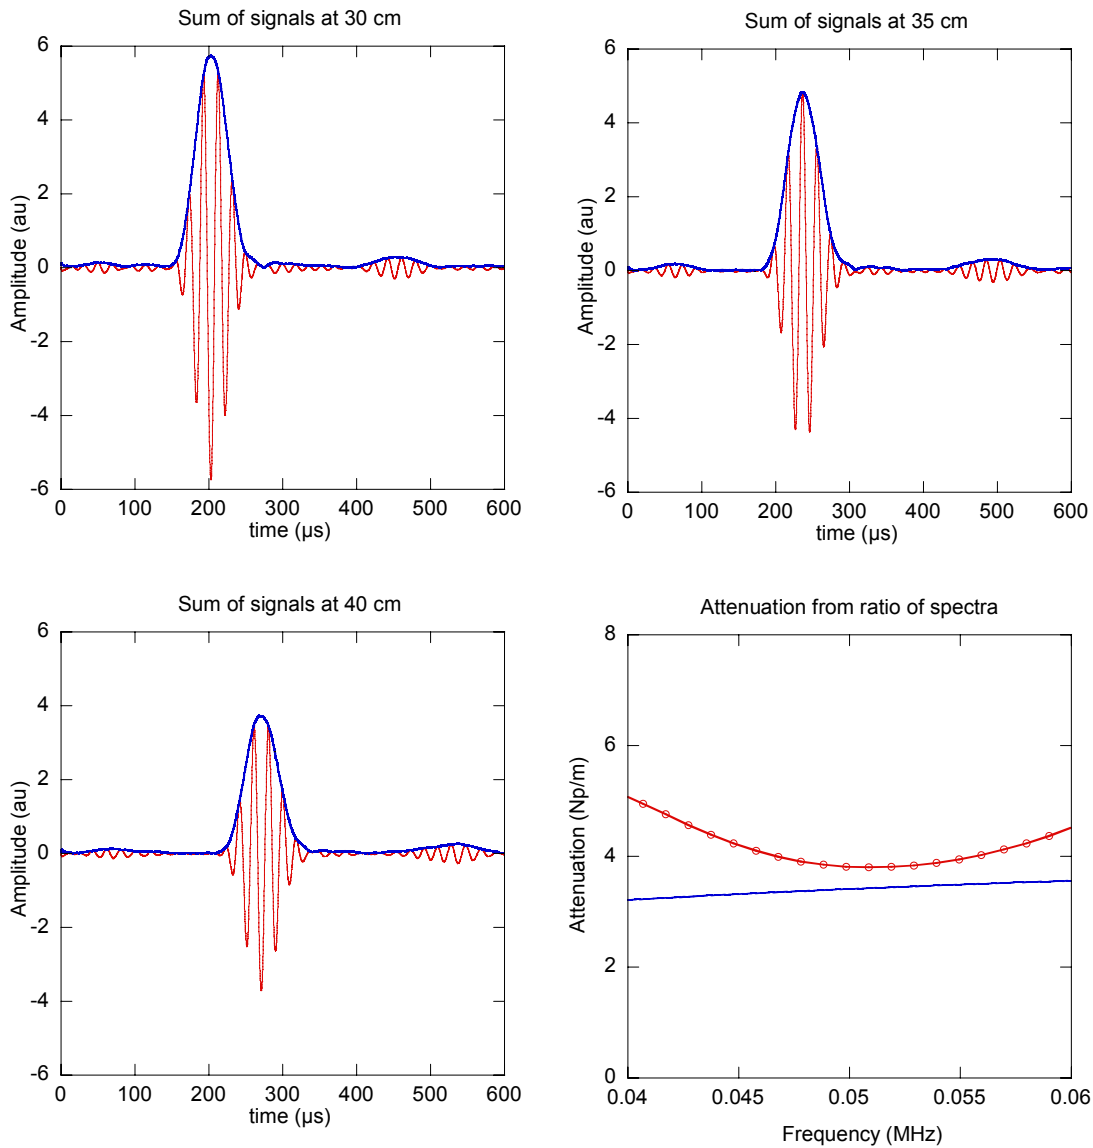 Sum of signals at 30 cm
6
4
2
0
-2
-4
-6
Amplitude (au)
0 100 200 300 400 500 600
time (µs)
Sum of signals at 35 cm
6
4
2
0
-2
-4
-6
Amplitude (au)
0 100 200 300 400 500 600
time (µs)
Sum of signals at 40 cm
6
4
2
0
-2
-4
-6
Amplitude (au)
0 100 200 300 400 500 600
time (µs)
Attenuation from ratio of spectra
8
6
4
2
0
Attenuation (Np/m)
0.04 0.045 0.05 0.055 0.06
Frequency (MHz)